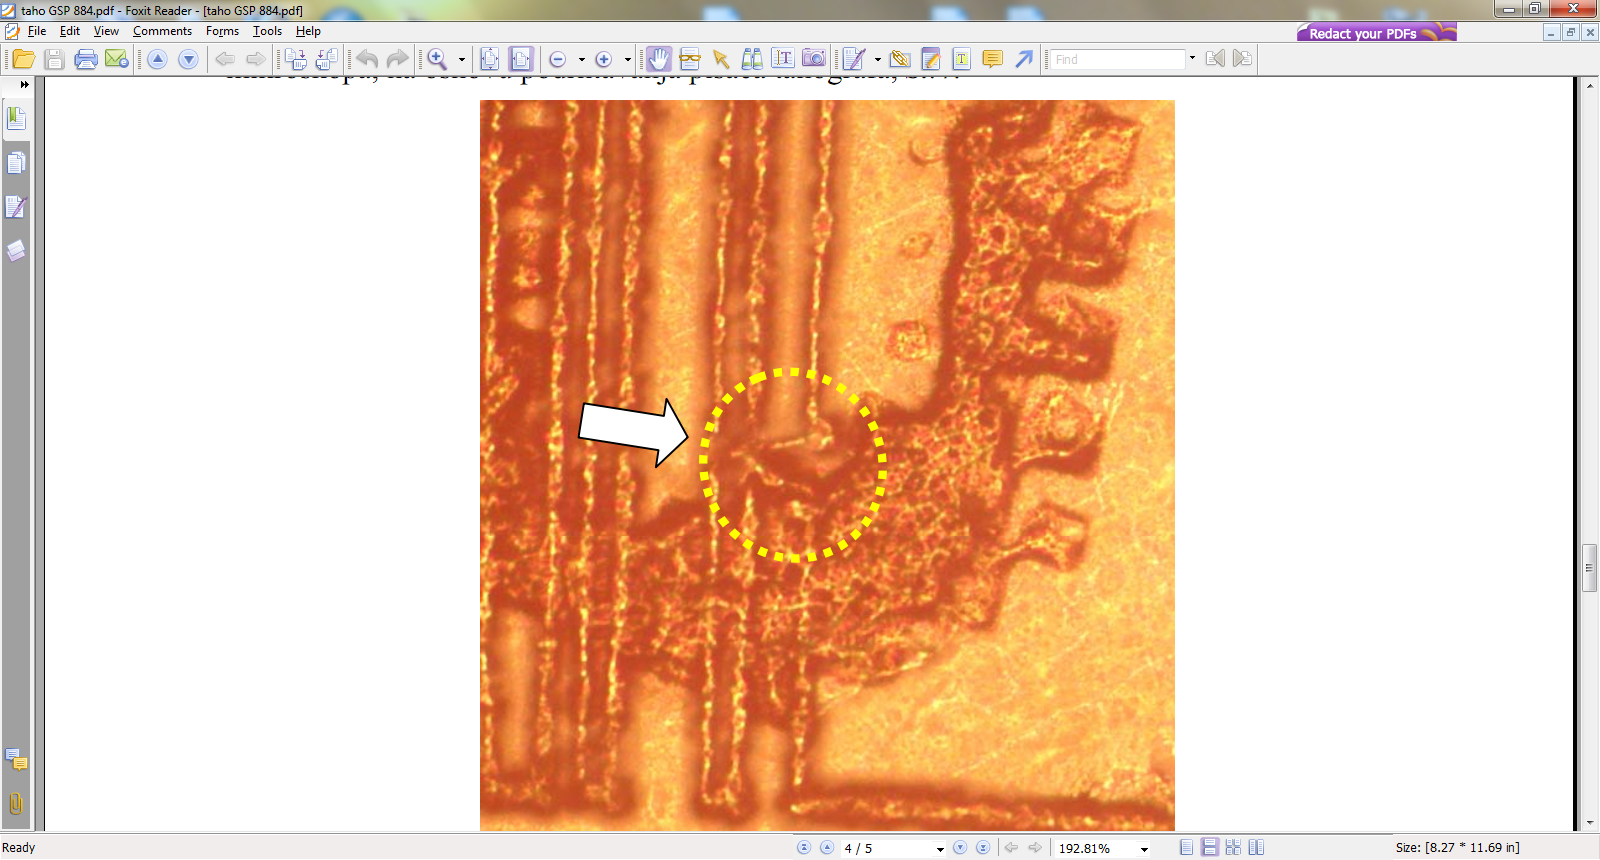 taho GSP 884.pdf - Foxit Reader - [taho GSP 884.pdf]
File Edit View Comments Forms Tools Help
Redact your PDFs
Find
Ready
4 / 5
192.81%
Size: [8.27 * 11.69 in]